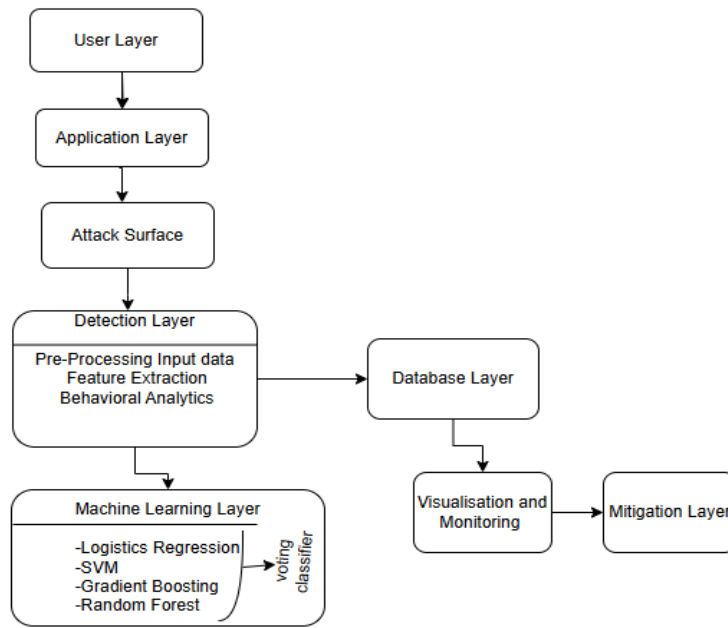 User Layer
Application Layer
Attack Surface
Detection Layer
Pre-Processing Input data
Feature Extraction
Behavioral Analytics
Database Layer
Visualisation and
Monitoring
Mitigation Layer
Machine Learning Layer
-Logistics Regression
-SVM
-Gradient Boosting
-Random Forest
voting
classifier